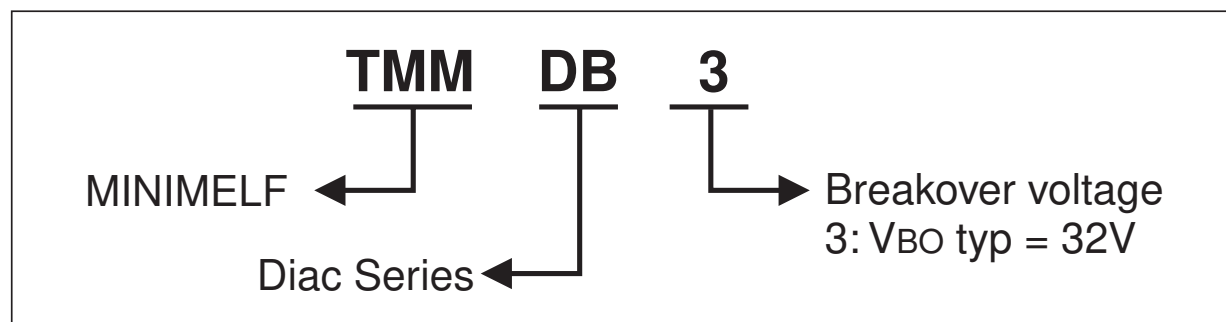 TMM DB 3
MINIMELF
Breakover voltage
3: VBO typ = 32V
Diac Series